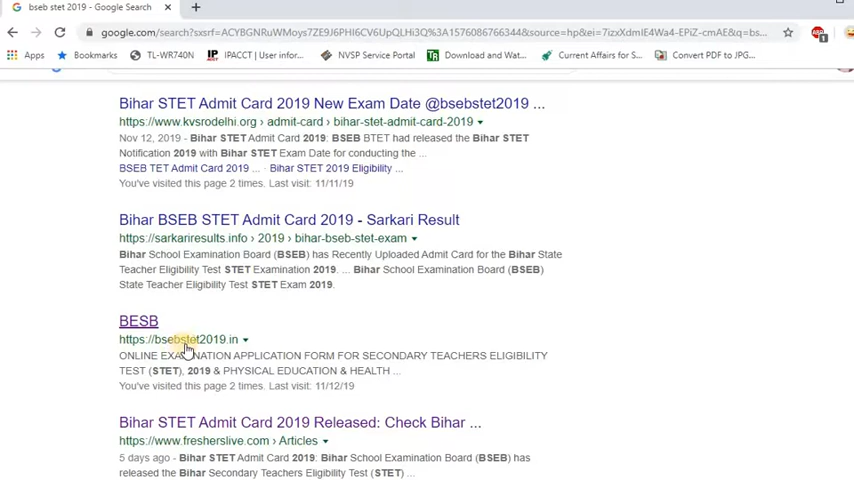 bseb stet 2019 - Google Search
google.com/search?sxsrf=ACYBGNRuWMoys7ZE9J6PHI6CV6UpQLHi3Q%3A1576086766344&source=hp&ei=7izxXdmIE4Wa4-EPiZ-cmAE&q=bs...
Apps Bookmarks TL-WR740N IPACCT | User infor... NVSP Service Portal Download and Wat... Current Affairs for S... Convert PDF to JPG...
Bihar STET Admit Card 2019 New Exam Date @bsebstet2019 ...
https://www.kvsrodelhi.org › admit-card › bihar-stet-admit-card-2019
Nov 12, 2019 - Bihar STET Admit Card 2019: BSEB BTET had released the Bihar STET
Notification 2019 with Bihar STET Exam Date for conducting the ...
BSEB TET Admit Card 2019 ... · Bihar STET 2019 Eligibility ...
You've visited this page 2 times. Last visit: 11/11/19
Bihar BSEB STET Admit Card 2019 - Sarkari Result
https://sarkariresults.info › 2019 › bihar-bseb-stet-exam
Bihar School Examination Board (BSEB) has Recently Uploaded Admit Card for the Bihar State
Teacher Eligibility Test STET Examination 2019. ... Bihar School Examination Board (BSEB)
State Teacher Eligibility Test STET Exam 2019.
BESB
https://bsebstet2019.in
ONLINE EXAMINATION APPLICATION FORM FOR SECONDARY TEACHERS ELIGIBILITY
TEST (STET), 2019 & PHYSICAL EDUCATION & HEALTH ...
You've visited this page 2 times. Last visit: 11/12/19
Bihar STET Admit Card 2019 Released: Check Bihar ...
https://www.fresherslive.com › Articles
5 days ago - Bihar STET Admit Card 2019: Bihar School Examination Board (BSEB) has
released the Bihar Secondary Teachers Eligibility Test (STET) ...